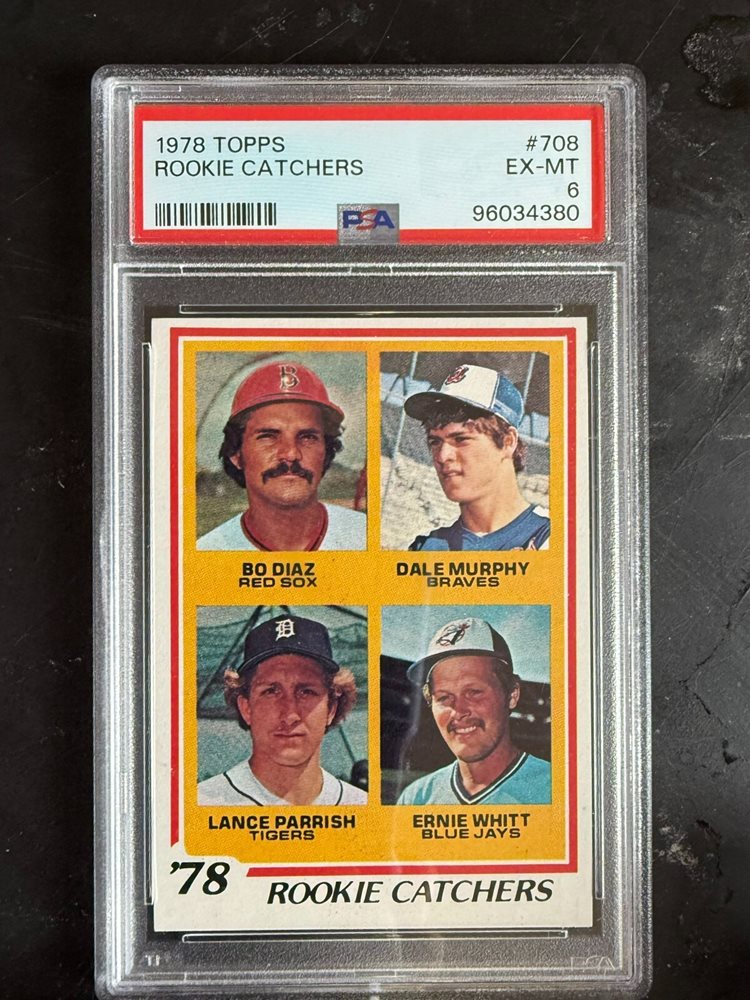 1978 TOPPS #708
ROOKIE CATCHERS EX-MT
6
PSA 96034380
B
BO DIAZ
RED SOX
DALE MURPHY
BRAVES
D
LANCE PARRISH
TIGERS
ERNIE WHITT
BLUE JAYS
'78
ROOKIE CATCHERS
PSA